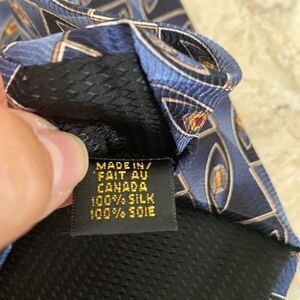 MADE IN/
FAIT AU
CANADA
100% SILK
100% SOIE